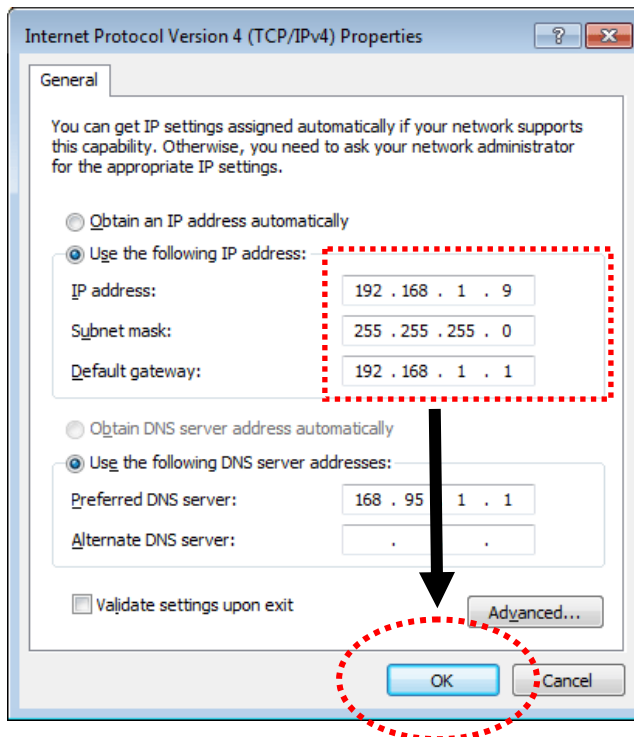 Internet Protocol Version 4 (TCP/IPv4) Properties
General
You can get IP settings assigned automatically if your network supports
this capability. Otherwise, you need to ask your network administrator
for the appropriate IP settings.
Obtain an IP address automatically
Use the following IP address:
IP address: 192 . 168 . 1 . 9
Subnet mask: 255 . 255 . 255 . 0
Default gateway: 192 . 168 . 1 . 1
Obtain DNS server address automatically
Use the following DNS server addresses:
Preferred DNS server: 168 . 95 1 . 1
Alternate DNS server: . .
Validate settings upon exit
Advanced...
OK Cancel